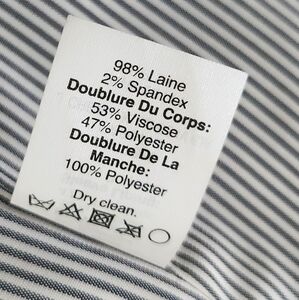 98% Laine
2% Spandex
Doublure Du Corps:
53% Viscose
47% Polyester
Doublure De La
Manche:
100% Polyester
Dry clean.